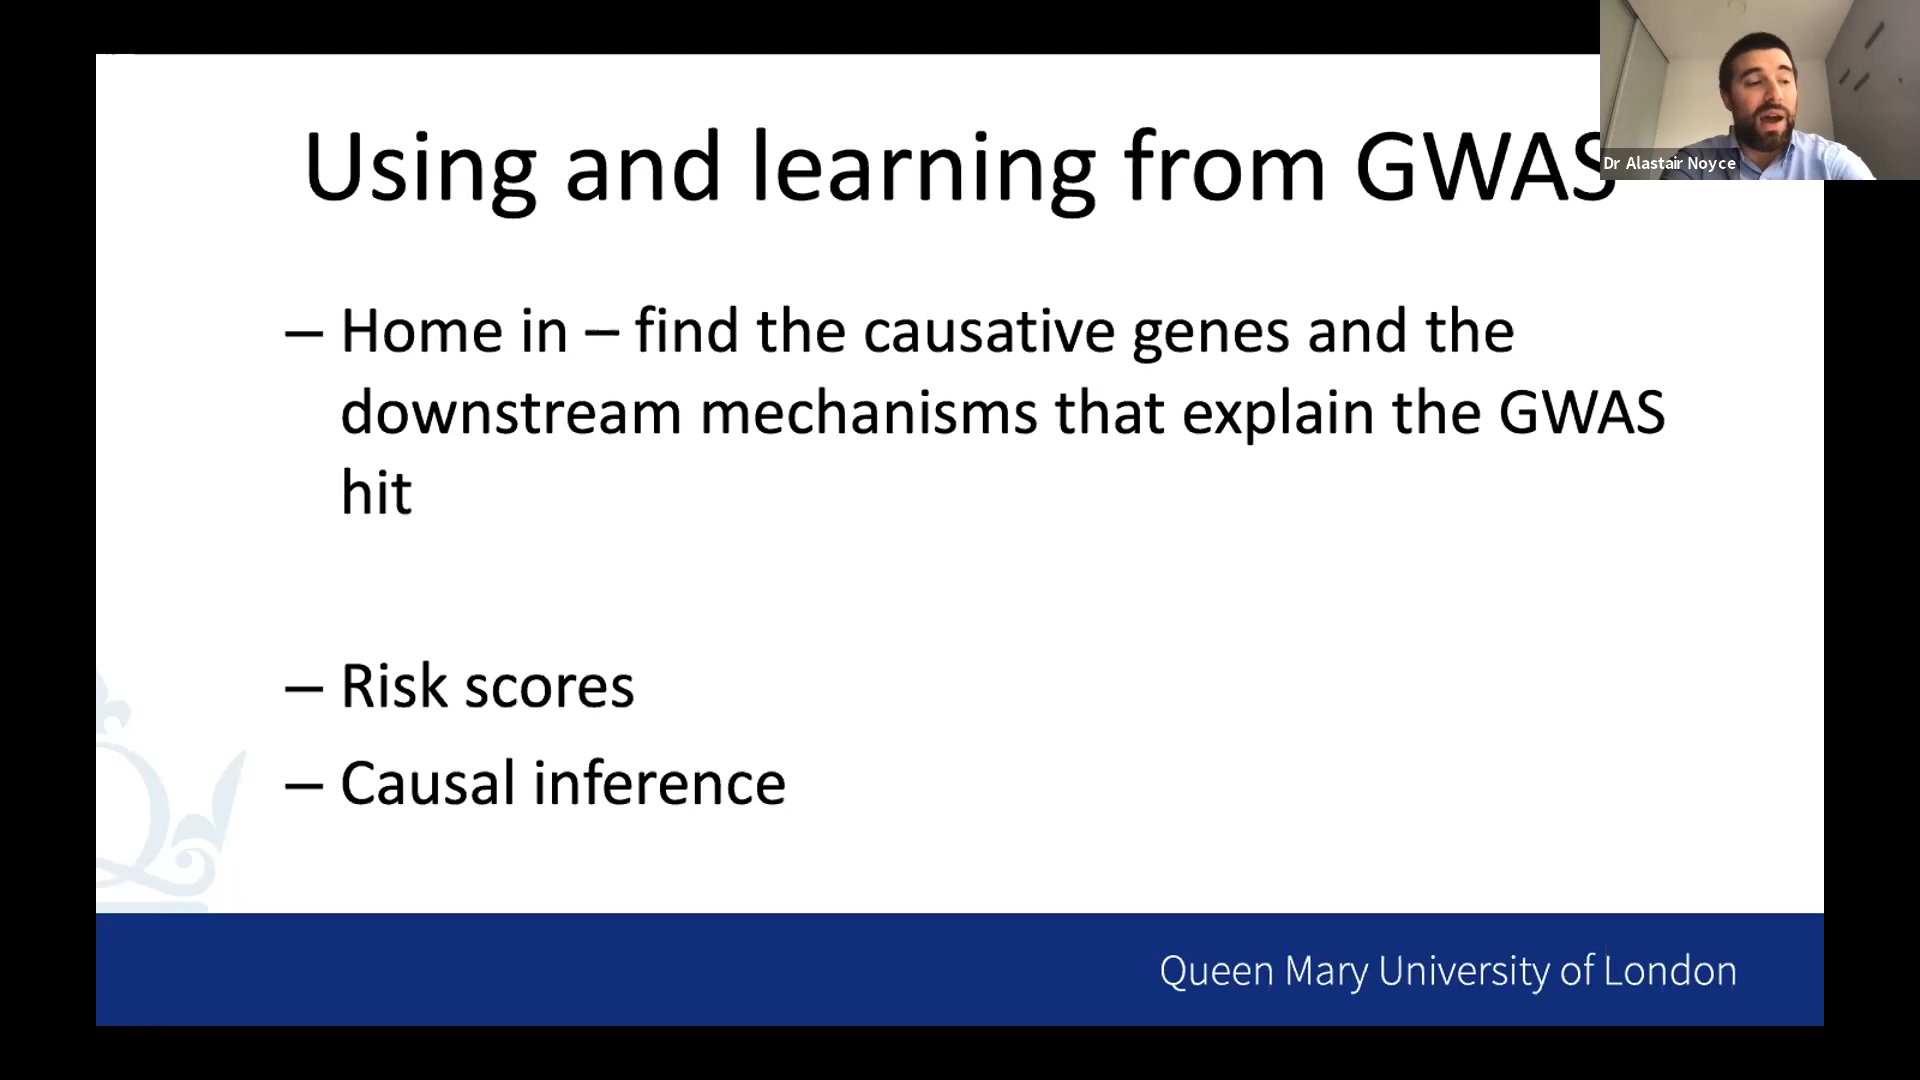 Using and learning from GWAS
Dr Alastair Noyce
– Home in – find the causative genes and the
downstream mechanisms that explain the GWAS
hit
– Risk scores
– Causal inference
Queen Mary University of London